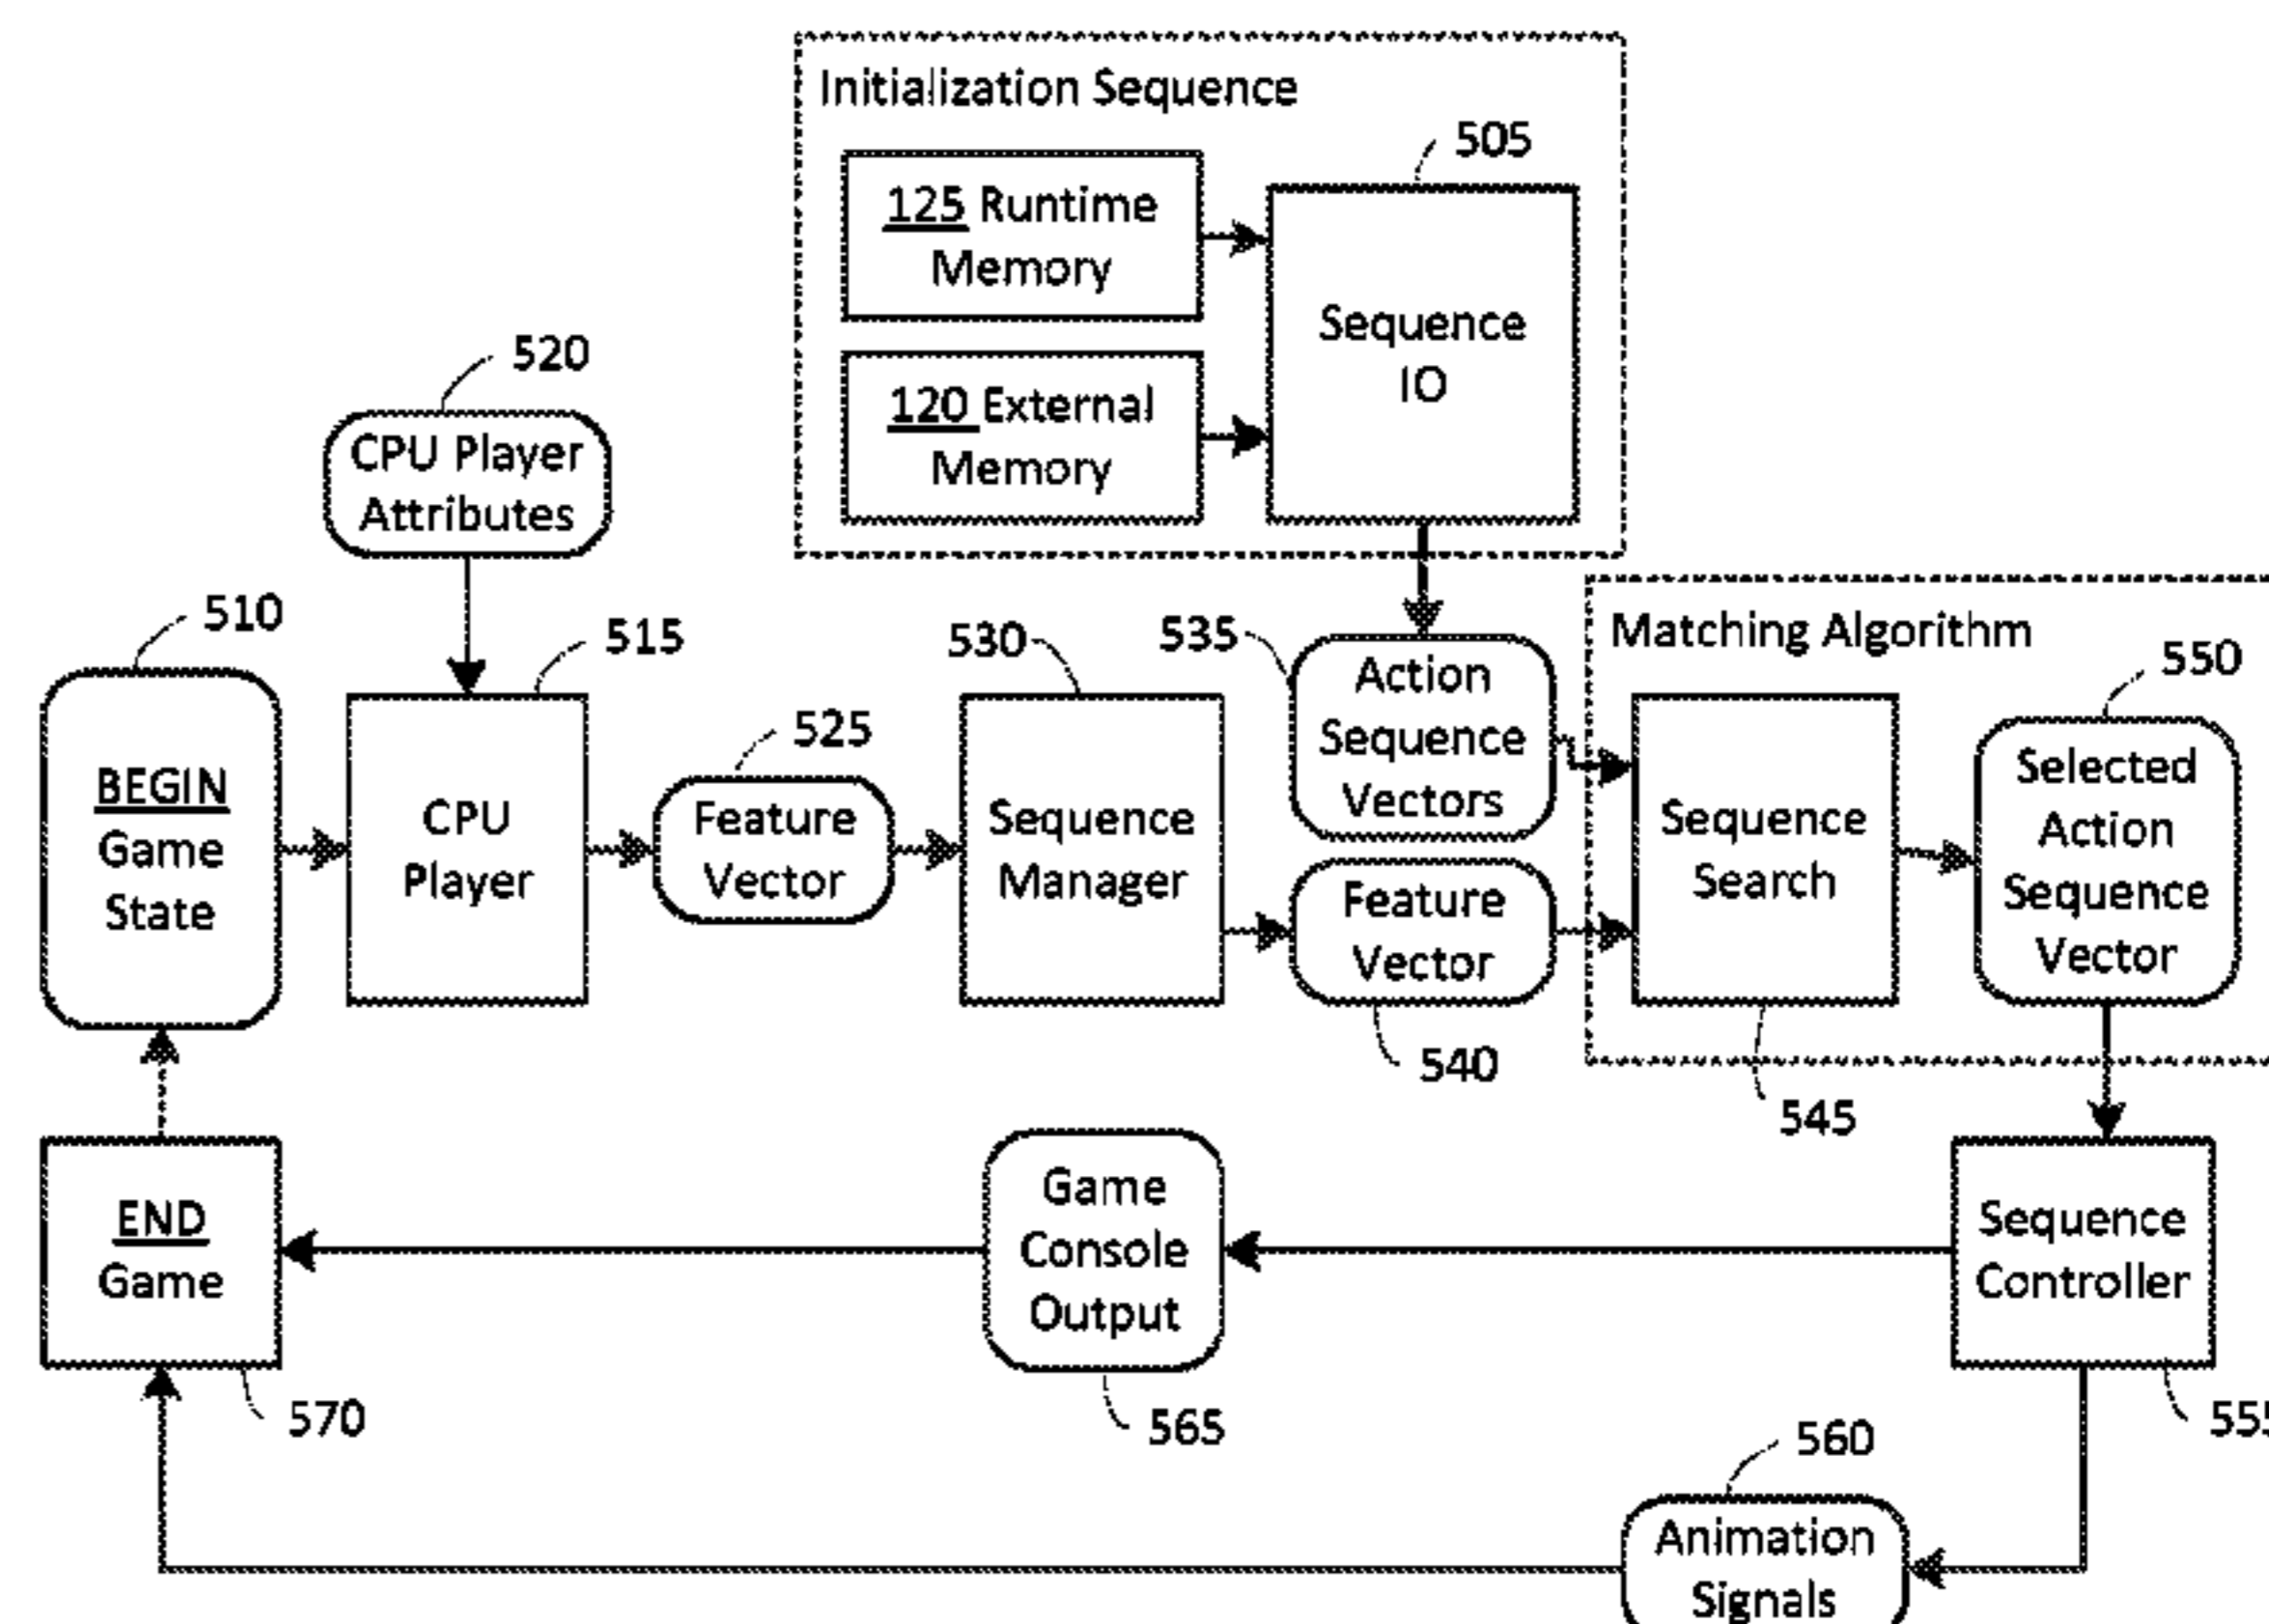 Initialization Sequence
505
125 Runtime
Memory
Sequence
IO
120 External
Memory
520
CPU Player
Attributes
510
BEGIN
Game
State
515
CPU
Player
525
Feature
Vector
530
Sequence
Manager
535
Action
Sequence
Vectors
Feature
Vector
540
Matching Algorithm
Sequence
Search
545
550
Selected
Action
Sequence
Vector
Sequence
Controller
555
Game
Console
Output
565
END
Game
570
560
Animation
Signals